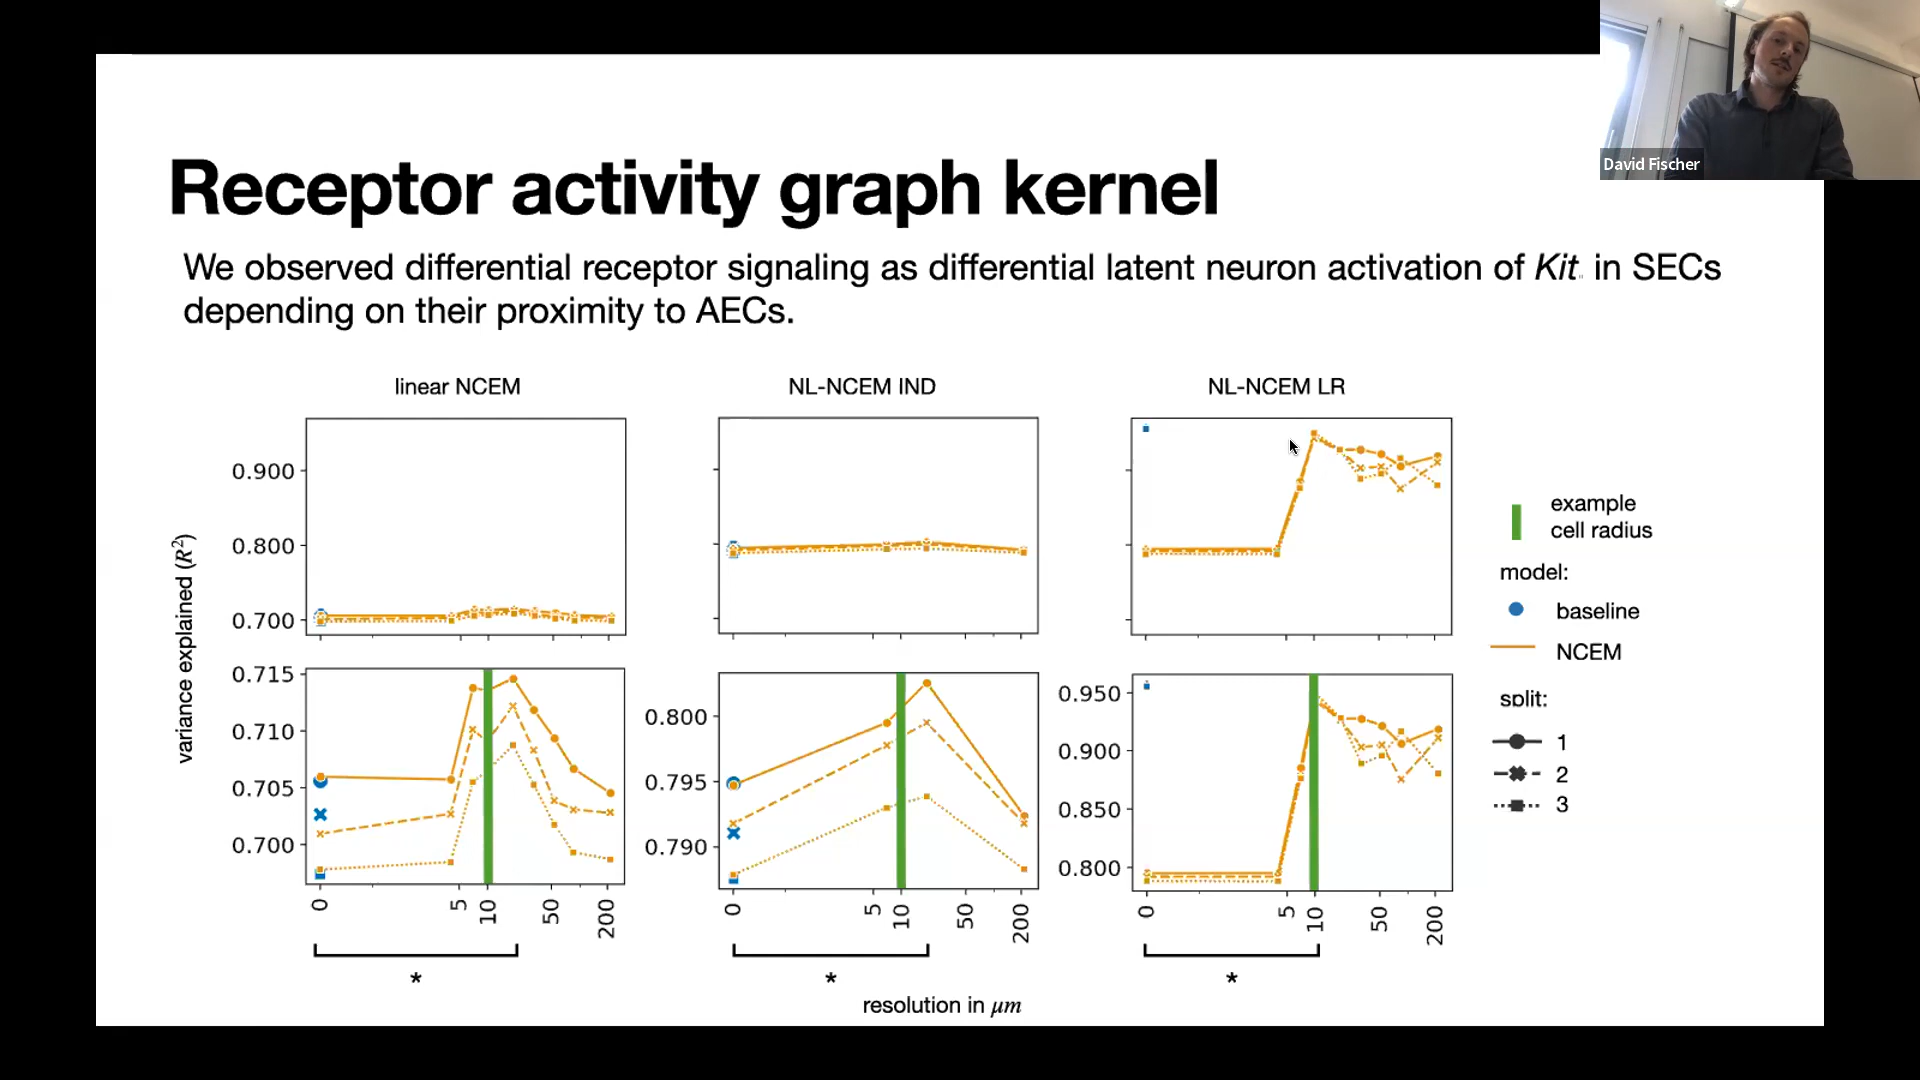 David Fischer
Receptor activity graph kernel
We observed differential receptor signaling as differential latent neuron activation of Kit in SECs
depending on their proximity to AECs.
linear NCEM
NL-NCEM IND
NL-NCEM LR
variance explained (R²)
0.900
0.800
0.700
0.715
0.710
0.705
0.700
0 5 10 50 200
*
0.800
0.795
0.790
0 5 10 50 200
*
0.950
0.900
0.850
0.800
0 5 10 50 200
*
resolution in μm
example
cell radius
model:
baseline
NCEM
split:
1
2
3